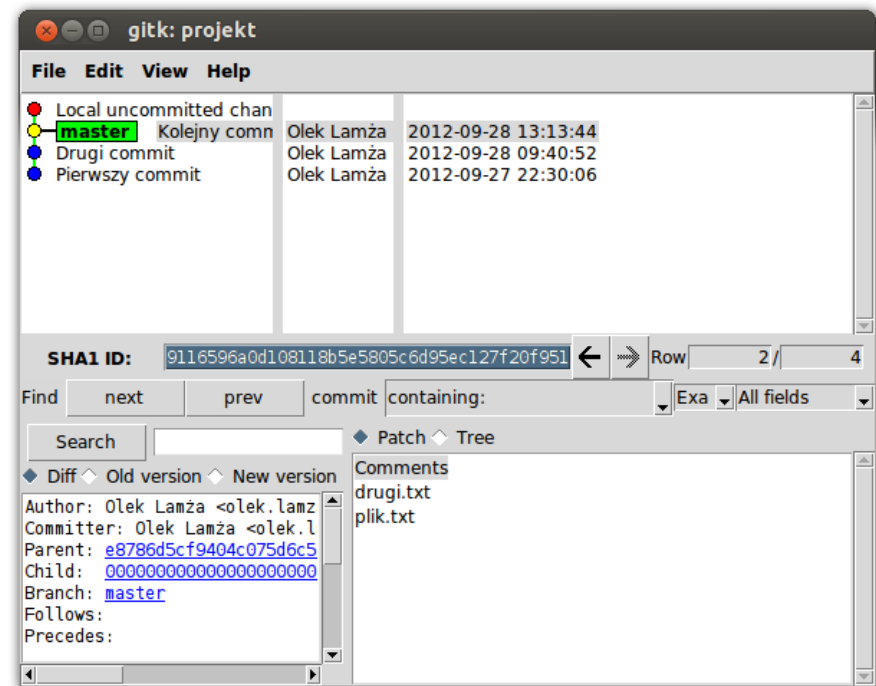 gitk: projekt
File Edit View Help
Local uncommitted chan
master Kolejny comm Olek Lamża 2012-09-28 13:13:44
Drugi commit Olek Lamża 2012-09-28 09:40:52
Pierwszy commit Olek Lamża 2012-09-27 22:30:06
SHA1 ID: 9116596a0d108118b5e5805c6d95ec127f20f951 Row 2 / 4
Find next prev commit containing: Exa All fields
Search
Patch Tree
Diff Old version New version
Comments
drugi.txt
plik.txt
Author: Olek Lamża <olek.lamz
Committer: Olek Lamża <olek.l
Parent: e8786d5cf9404c075d6c5
Child: 000000000000000000000
Branch: master
Follows:
Precedes: